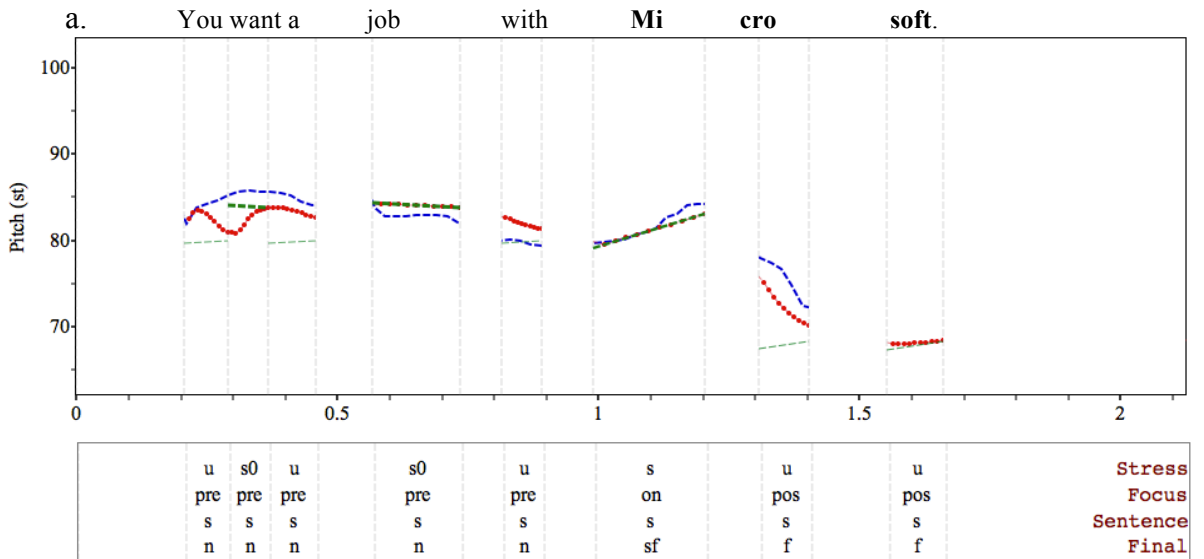 a. You want a job with Mi cro soft.
100
90
80
70
Pitch (st)
0 0.5 1 1.5 2
u s0 u s0 u s u u Stress
pre pre pre pre pre on pos pos Focus
s s s s s s s s Sentence
n n n n n sf f f Final